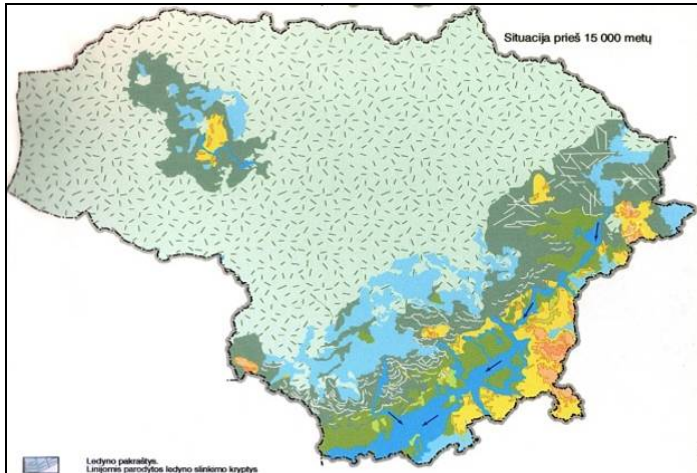 Situacija prieš 15 000 metų
Ledyno pakraštys.
Linijomis parodytos ledyno slinkimo kryptys